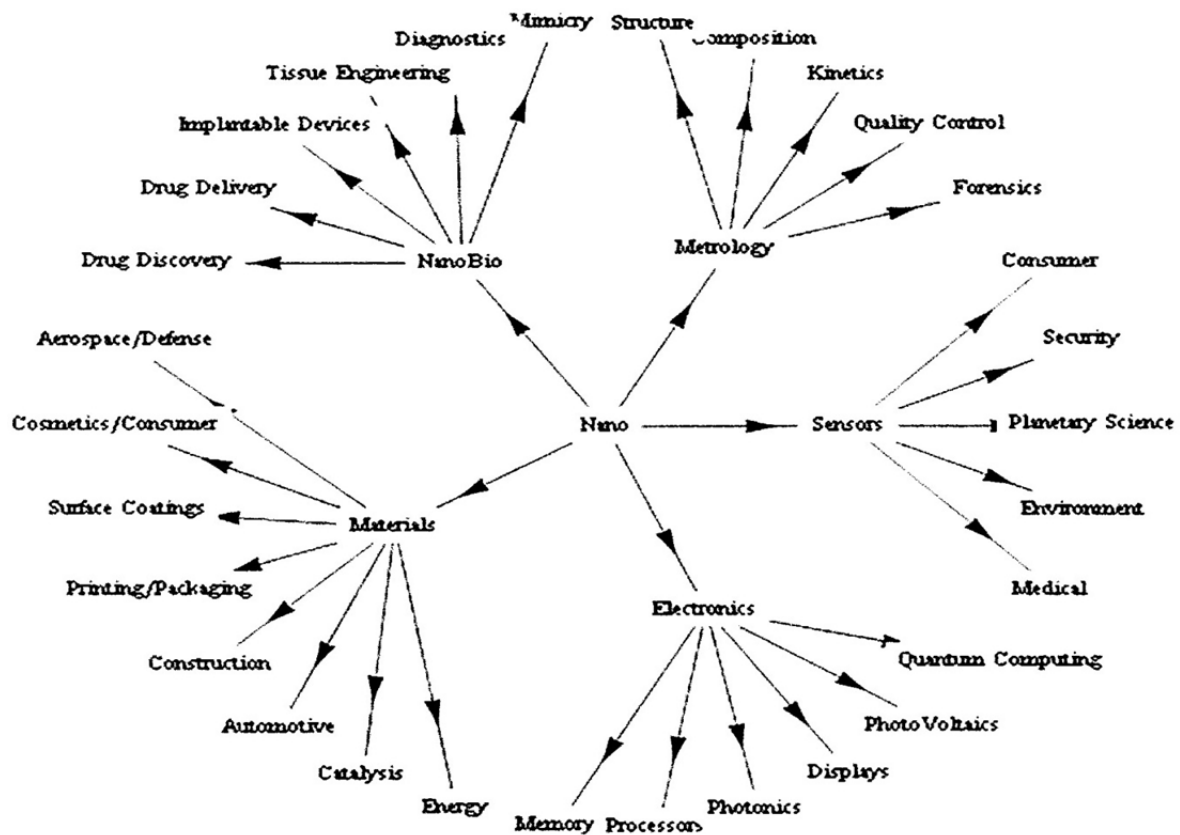 Mimicry
Structure
Diagnostics
Composition
Tissue Engineering
Kinetics
Implantable Devices
Quality Control
Drug Delivery
Forensics
Metrology
Drug Discovery
NanoBio
Consumer
Aerospace/Defense
Security
Cosmetics/Consumer
Nano
Sensors
Planetary Science
Surface Coatings
Materials
Environment
Printing/Packaging
Medical
Electronics
Construction
Quantum Computing
Automotive
PhotoVoltaics
Catalysis
Displays
Energy
Photonics
Memory
Processors